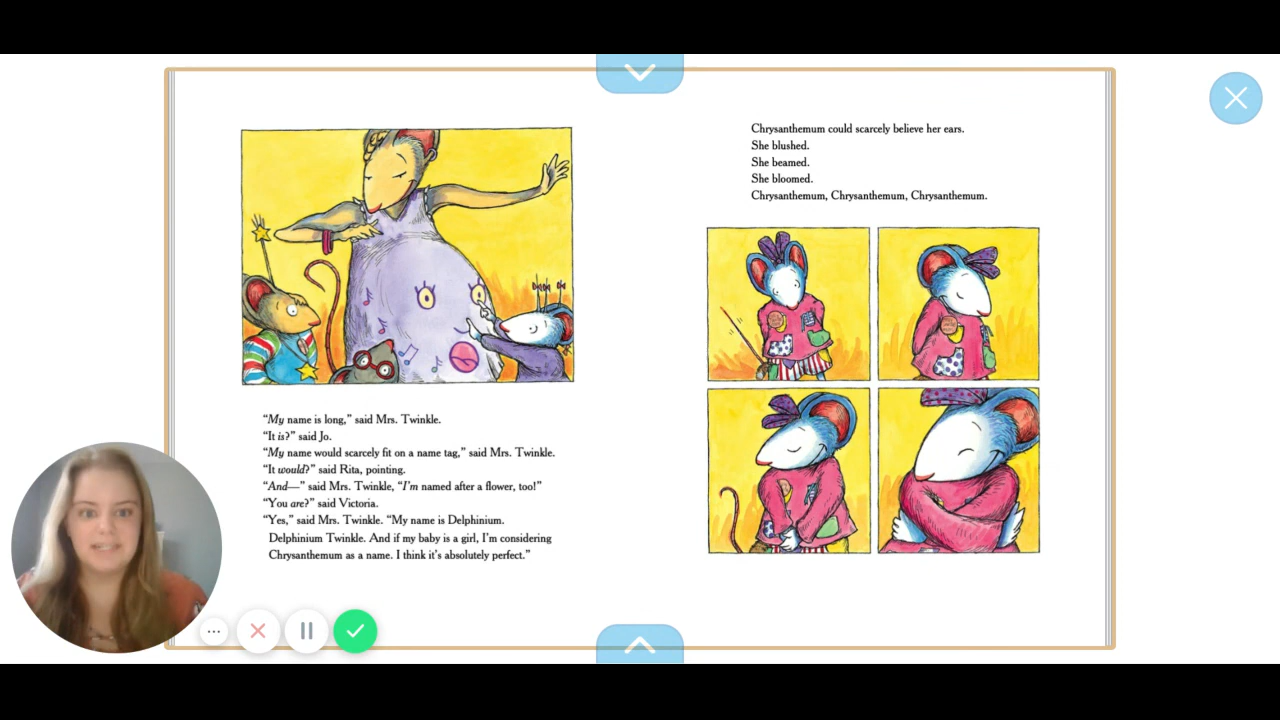 “My name is long,” said Mrs. Twinkle.
“It is?” said Jo.
“My name would scarcely fit on a name tag,” said Mrs. Twinkle.
“It would?” said Rita, pointing.
“And—” said Mrs. Twinkle, “I’m named after a flower, too!”
“You are?” said Victoria.
“Yes,” said Mrs. Twinkle. “My name is Delphinium.
Delphinium Twinkle. And if my baby is a girl, I’m considering
Chrysanthemum as a name. I think it’s absolutely perfect.”
Chrysanthemum could scarcely believe her ears.
She blushed.
She beamed.
She bloomed.
Chrysanthemum, Chrysanthemum, Chrysanthemum.